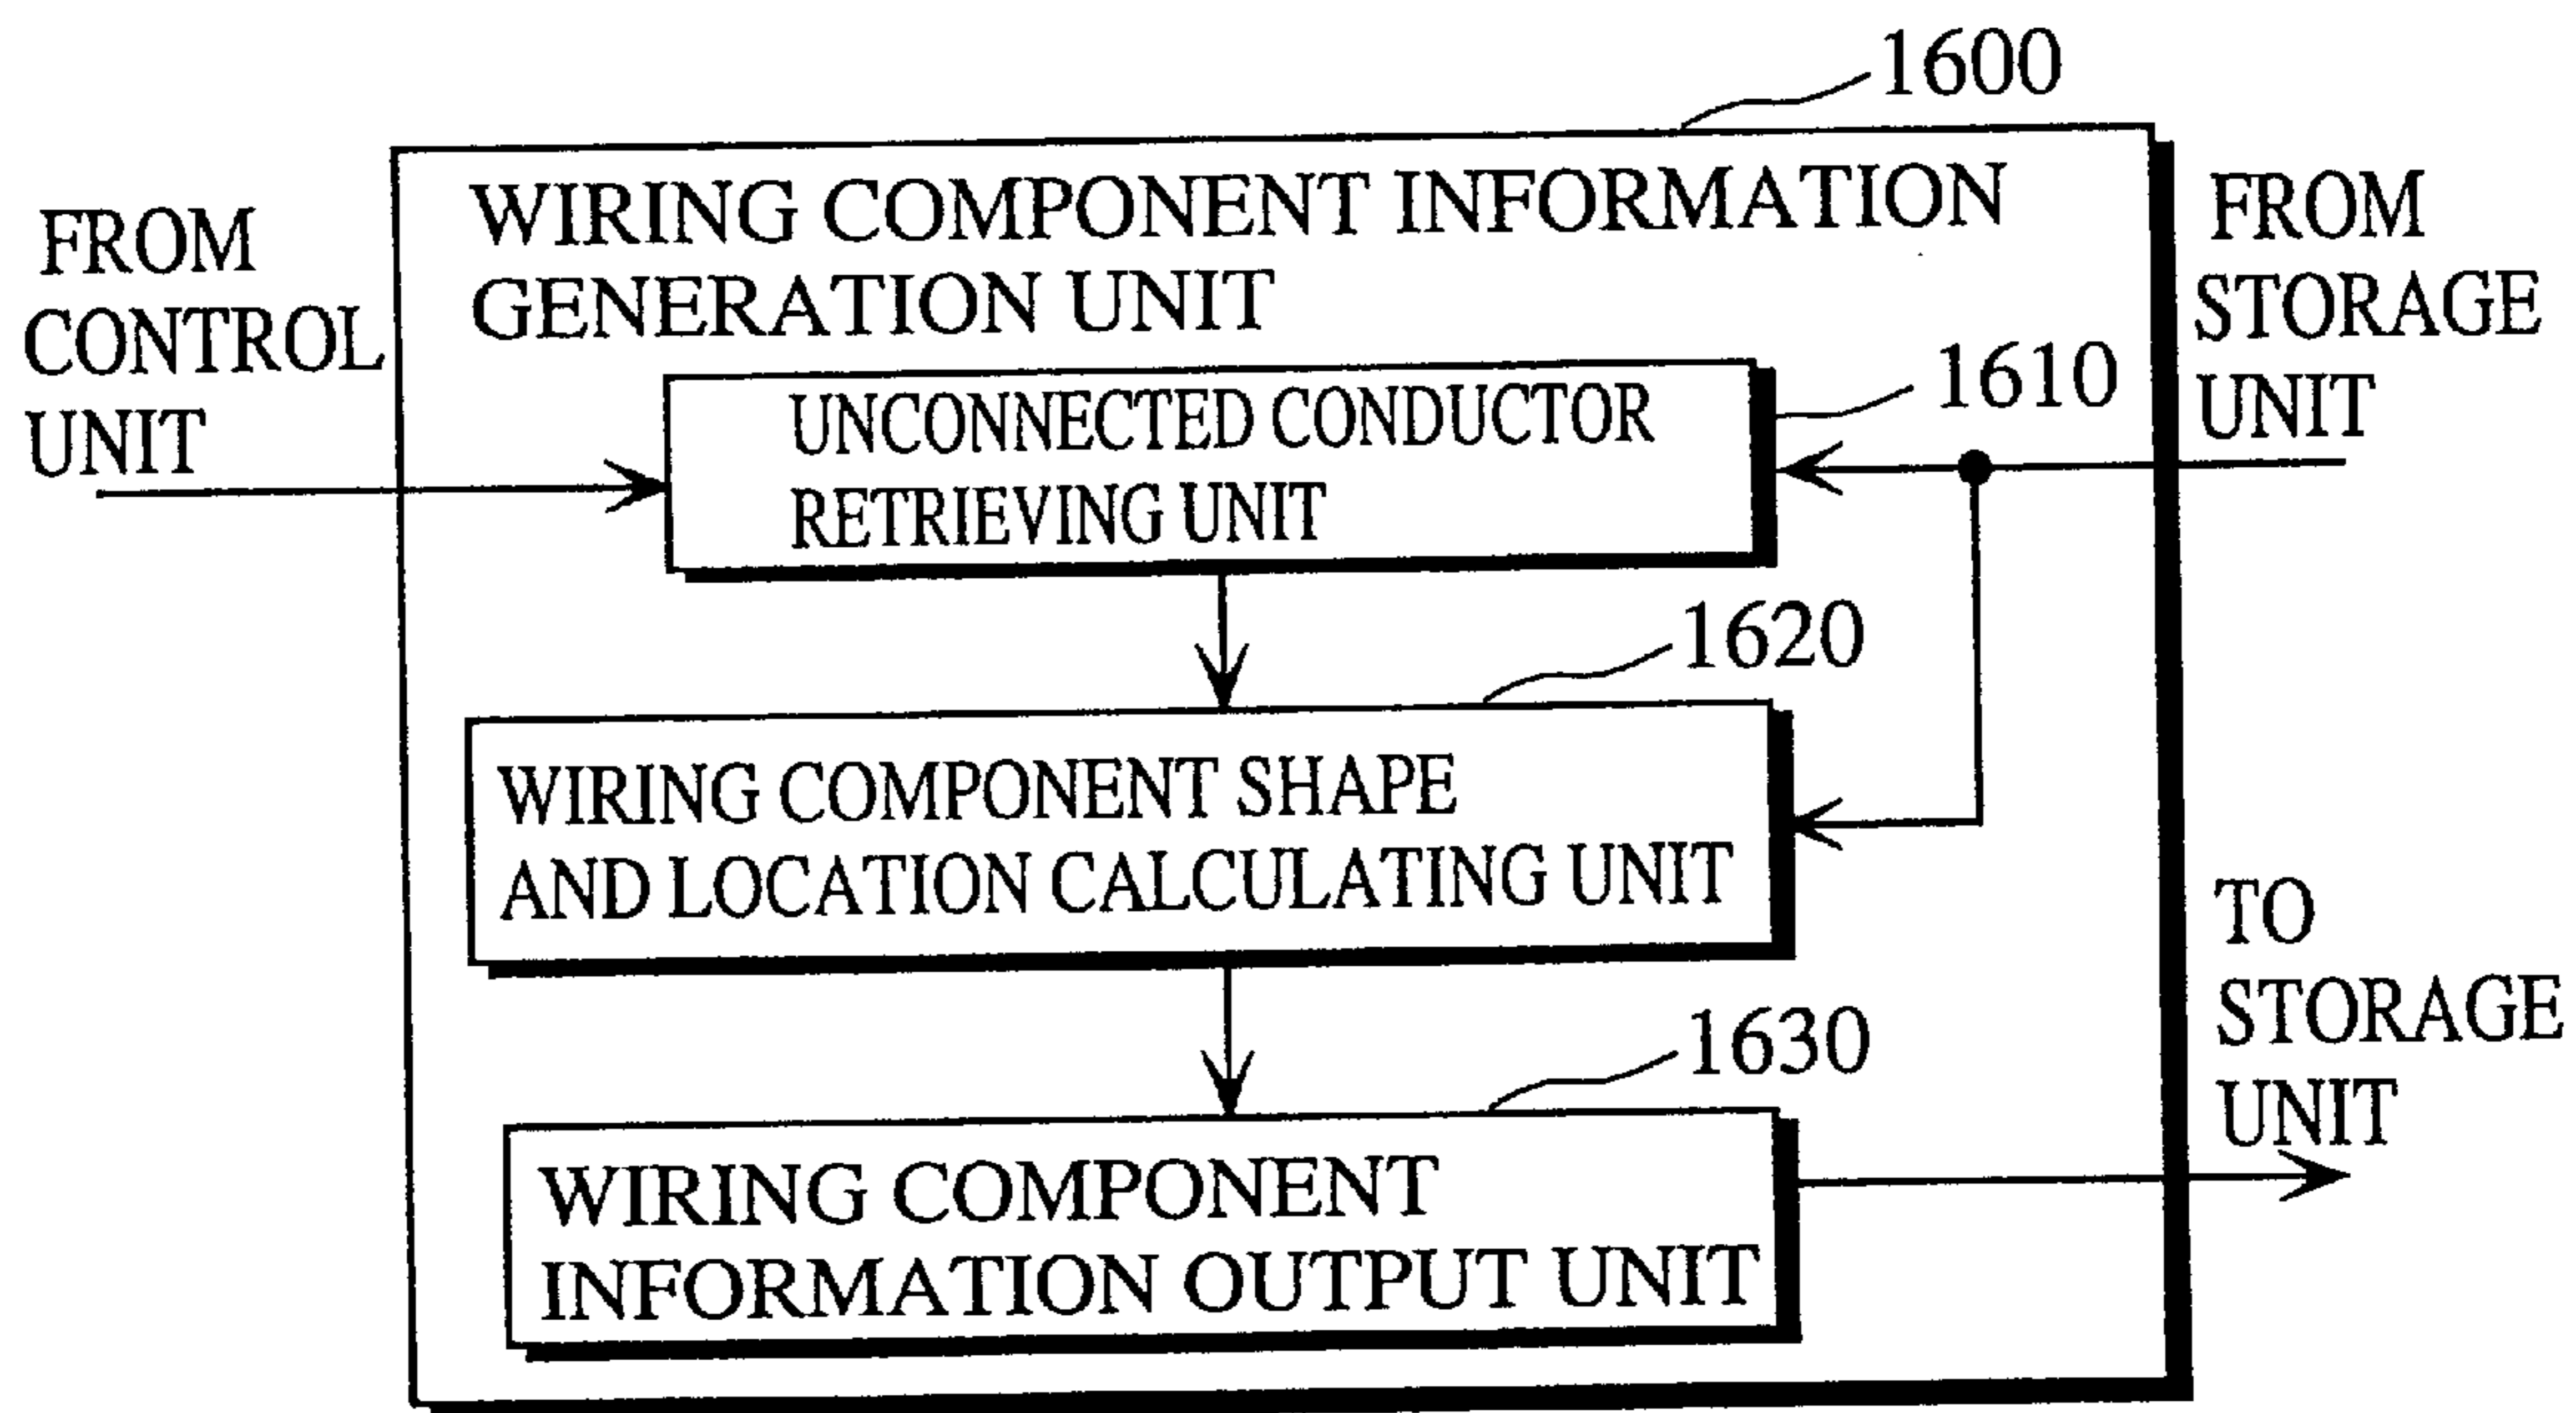 1600
WIRING COMPONENT INFORMATION
GENERATION UNIT
FROM
CONTROL
UNIT
FROM
STORAGE
UNIT
1610
UNCONNECTED CONDUCTOR
RETRIEVING UNIT
1620
WIRING COMPONENT SHAPE
AND LOCATION CALCULATING UNIT
1630
WIRING COMPONENT
INFORMATION OUTPUT UNIT
TO
STORAGE
UNIT